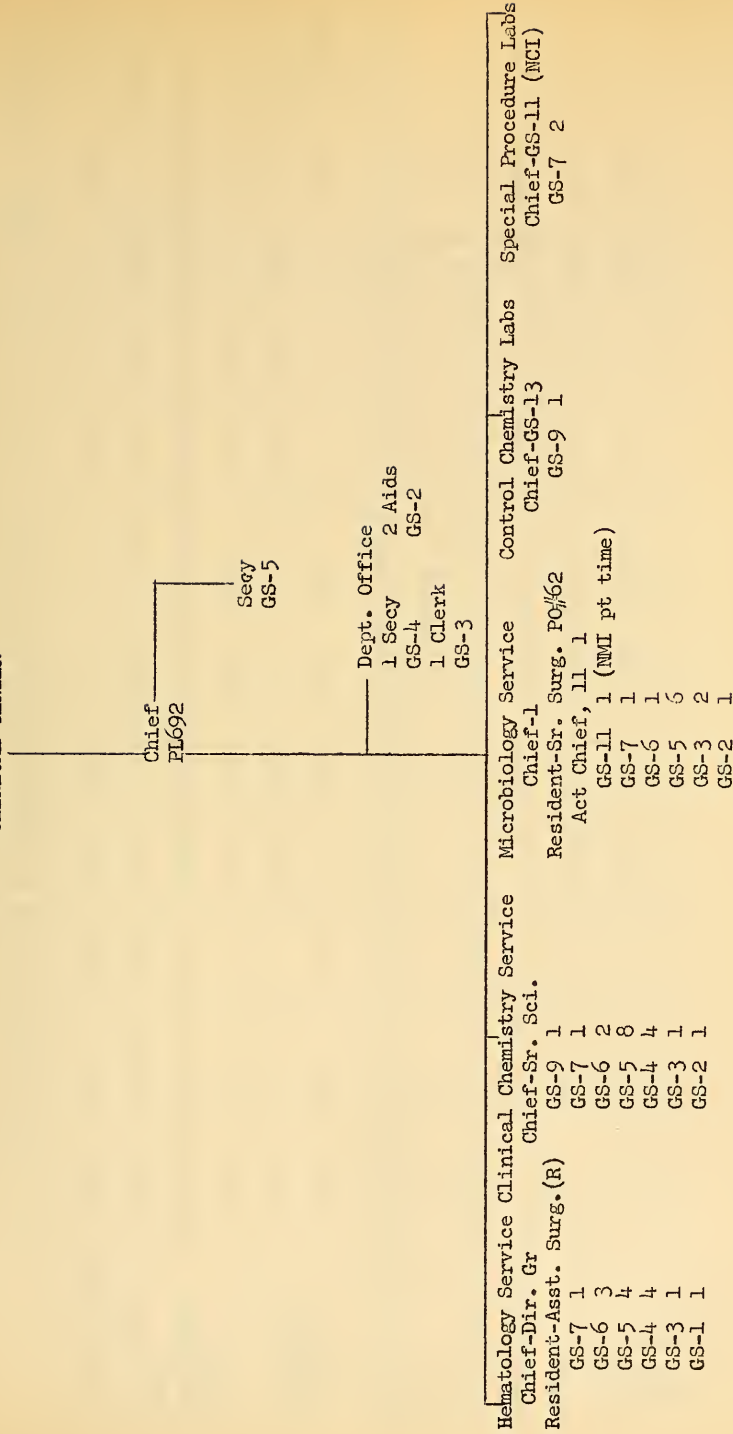 Chief
PL692
Secy
GS-5
Dept. Office
1 Secy 2 Aids
GS-4 GS-2
1 Clerk
GS-3
Hematology Service
Chief-Dir. Gr
Resident-Asst. Surg.(R)
GS-7 1
GS-6 3
GS-5 4
GS-4 4
GS-3 1
GS-1 1
Clinical Chemistry Service
Chief-Sr. Sci.
GS-9 1
GS-7 1
GS-6 2
GS-5 8
GS-4 4
GS-3 1
GS-2 1
Microbiology Service
Chief-1
Resident-Sr. Surg. PO#62
Act Chief, 11 1
GS-11 1 (NMI pt time)
GS-7 1
GS-6 1
GS-5 6
GS-3 2
GS-2 1
Control Chemistry Labs
Chief-GS-13
GS-9 1
Special Procedure Labs
Chief-GS-11 (NCI)
GS-7 2